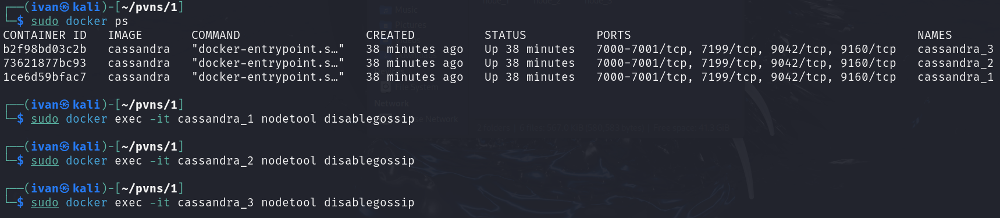 ┌──(ivan㉿kali)-[~/pvns/1]
└─$ sudo docker ps
CONTAINER ID   IMAGE       COMMAND                  CREATED          STATUS          PORTS                                         NAMES
b2f98bd03c2b   cassandra   "docker-entrypoint.s…"   38 minutes ago   Up 38 minutes   7000-7001/tcp, 7199/tcp, 9042/tcp, 9160/tcp   cassandra_3
73621877bc93   cassandra   "docker-entrypoint.s…"   38 minutes ago   Up 38 minutes   7000-7001/tcp, 7199/tcp, 9042/tcp, 9160/tcp   cassandra_2
1ce6d59bfac7   cassandra   "docker-entrypoint.s…"   38 minutes ago   Up 38 minutes   7000-7001/tcp, 7199/tcp, 9042/tcp, 9160/tcp   cassandra_1
┌──(ivan㉿kali)-[~/pvns/1]
└─$ sudo docker exec -it cassandra_1 nodetool disablegossip
┌──(ivan㉿kali)-[~/pvns/1]
└─$ sudo docker exec -it cassandra_2 nodetool disablegossip
┌──(ivan㉿kali)-[~/pvns/1]
└─$ sudo docker exec -it cassandra_3 nodetool disablegossip
Music
Pictures
File System
Network